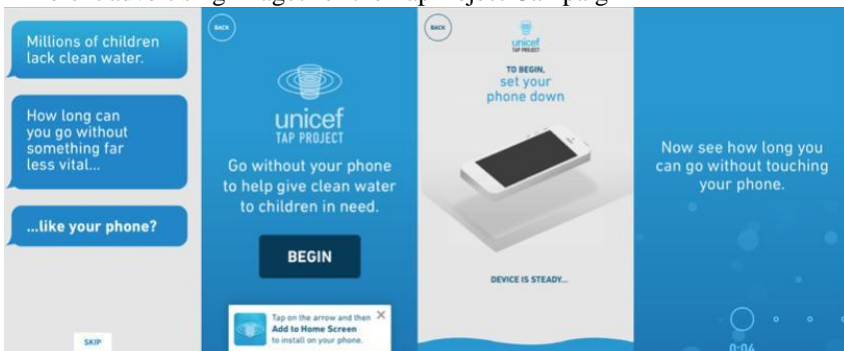 Millions of children
lack clean water.
How long can
you go without
something far
less vital...
...like your phone?
SKIP
BACK
unicef
TAP PROJECT
Go without your phone
to help give clean water
to children in need.
BEGIN
Tap on the arrow and then
Add to Home Screen
to install on your phone.
BACK
unicef
TAP PROJECT
TO BEGIN,
set your
phone down
DEVICE IS STEADY...
Now see how long you
can go without touching
your phone.
0:04